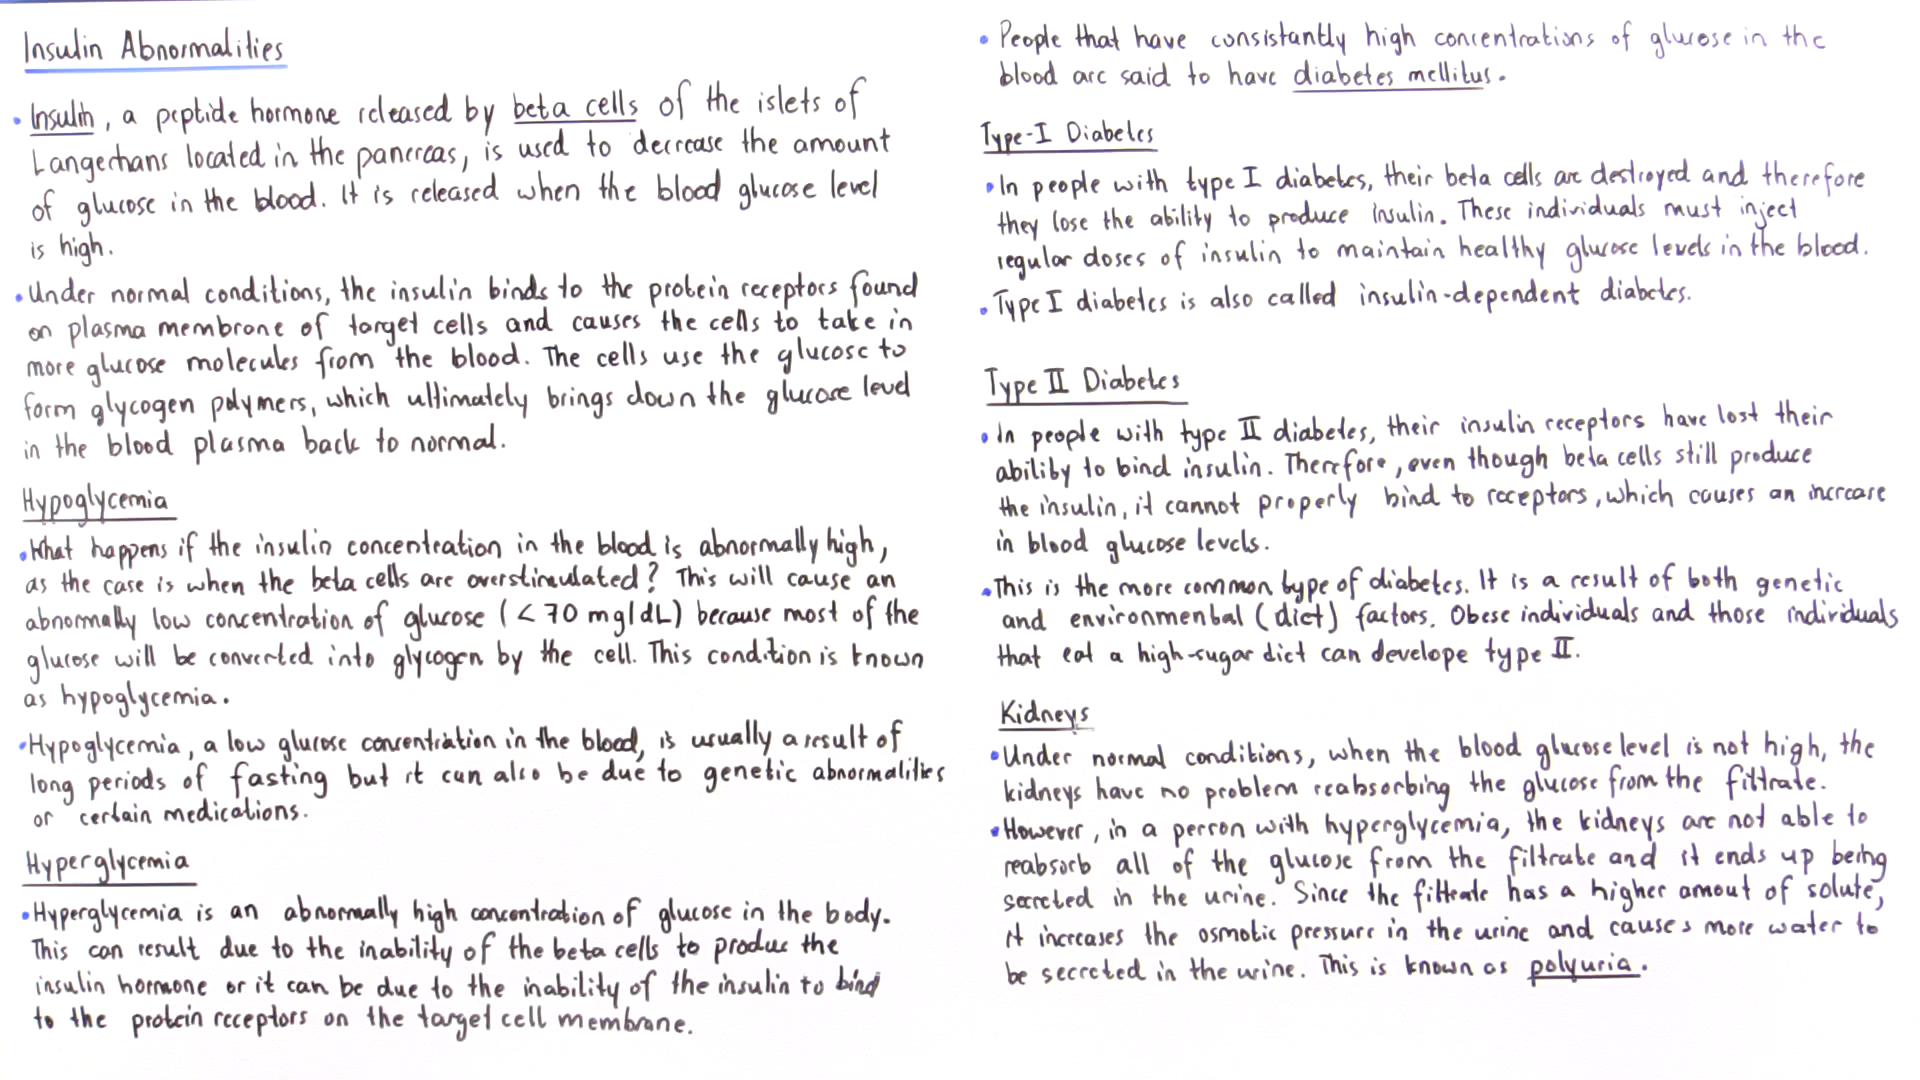 Insulin Abnormalities
• Insulin, a peptide hormone released by beta cells of the islets of
Langerhans located in the pancreas, is used to decrease the amount
of glucose in the blood. It is released when the blood glucose level
is high.
• Under normal conditions, the insulin binds to the protein receptors found
on plasma membrane of target cells and causes the cells to take in
more glucose molecules from the blood. The cells use the glucose to
form glycogen polymers, which ultimately brings down the glucose level
in the blood plasma back to normal.
Hypoglycemia
• What happens if the insulin concentration in the blood is abnormally high,
as the case is when the beta cells are overstimulated? This will cause an
abnormally low concentration of glucose (<70 mg/dL) because most of the
glucose will be converted into glycogen by the cell. This condition is known
as hypoglycemia.
• Hypoglycemia, a low glucose concentration in the blood, is usually a result of
long periods of fasting but it can also be due to genetic abnormalities
or certain medications.
Hyperglycemia
• Hyperglycemia is an abnormally high concentration of glucose in the body.
This can result due to the inability of the beta cells to produce the
insulin hormone or it can be due to the inability of the insulin to bind
to the protein receptors on the target cell membrane.
• People that have consistantly high concentrations of glucose in the
blood are said to have diabetes mellitus.
Type-I Diabetes
• In people with type I diabetes, their beta cells are destroyed and therefore
they lose the ability to produce insulin. These individuals must inject
regular doses of insulin to maintain healthy glucose levels in the blood.
• Type I diabetes is also called insulin-dependent diabetes.
Type II Diabetes
• In people with type II diabetes, their insulin receptors have lost their
ability to bind insulin. Therefore, even though beta cells still produce
the insulin, it cannot properly bind to receptors, which causes an increase
in blood glucose levels.
• This is the more common type of diabetes. It is a result of both genetic
and environmental (diet) factors. Obese individuals and those individuals
that eat a high-sugar diet can develope type II.
Kidneys
• Under normal conditions, when the blood glucose level is not high, the
kidneys have no problem reabsorbing the glucose from the filtrate.
• However, in a person with hyperglycemia, the kidneys are not able to
reabsorb all of the glucose from the filtrate and it ends up being
secreted in the urine. Since the filtrate has a higher amout of solute,
it increases the osmotic pressure in the urine and causes more water to
be secreted in the urine. This is known as polyuria.